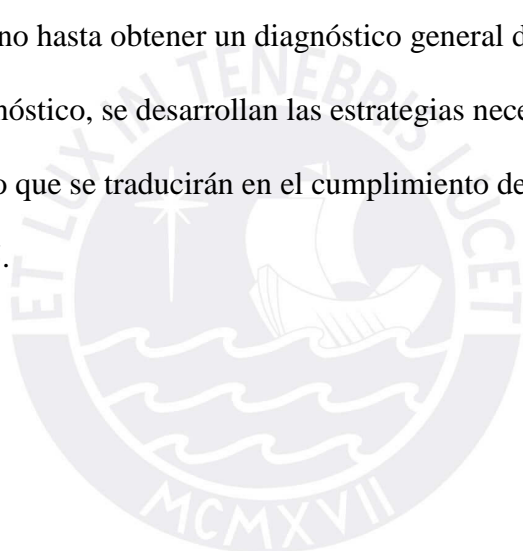 no hasta obtener un diagnóstico general d
nóstico, se desarrollan las estrategias nece
o que se traducirán en el cumplimiento de
.
ET LUX IN TENEBRIS LUCET
MCMXVII